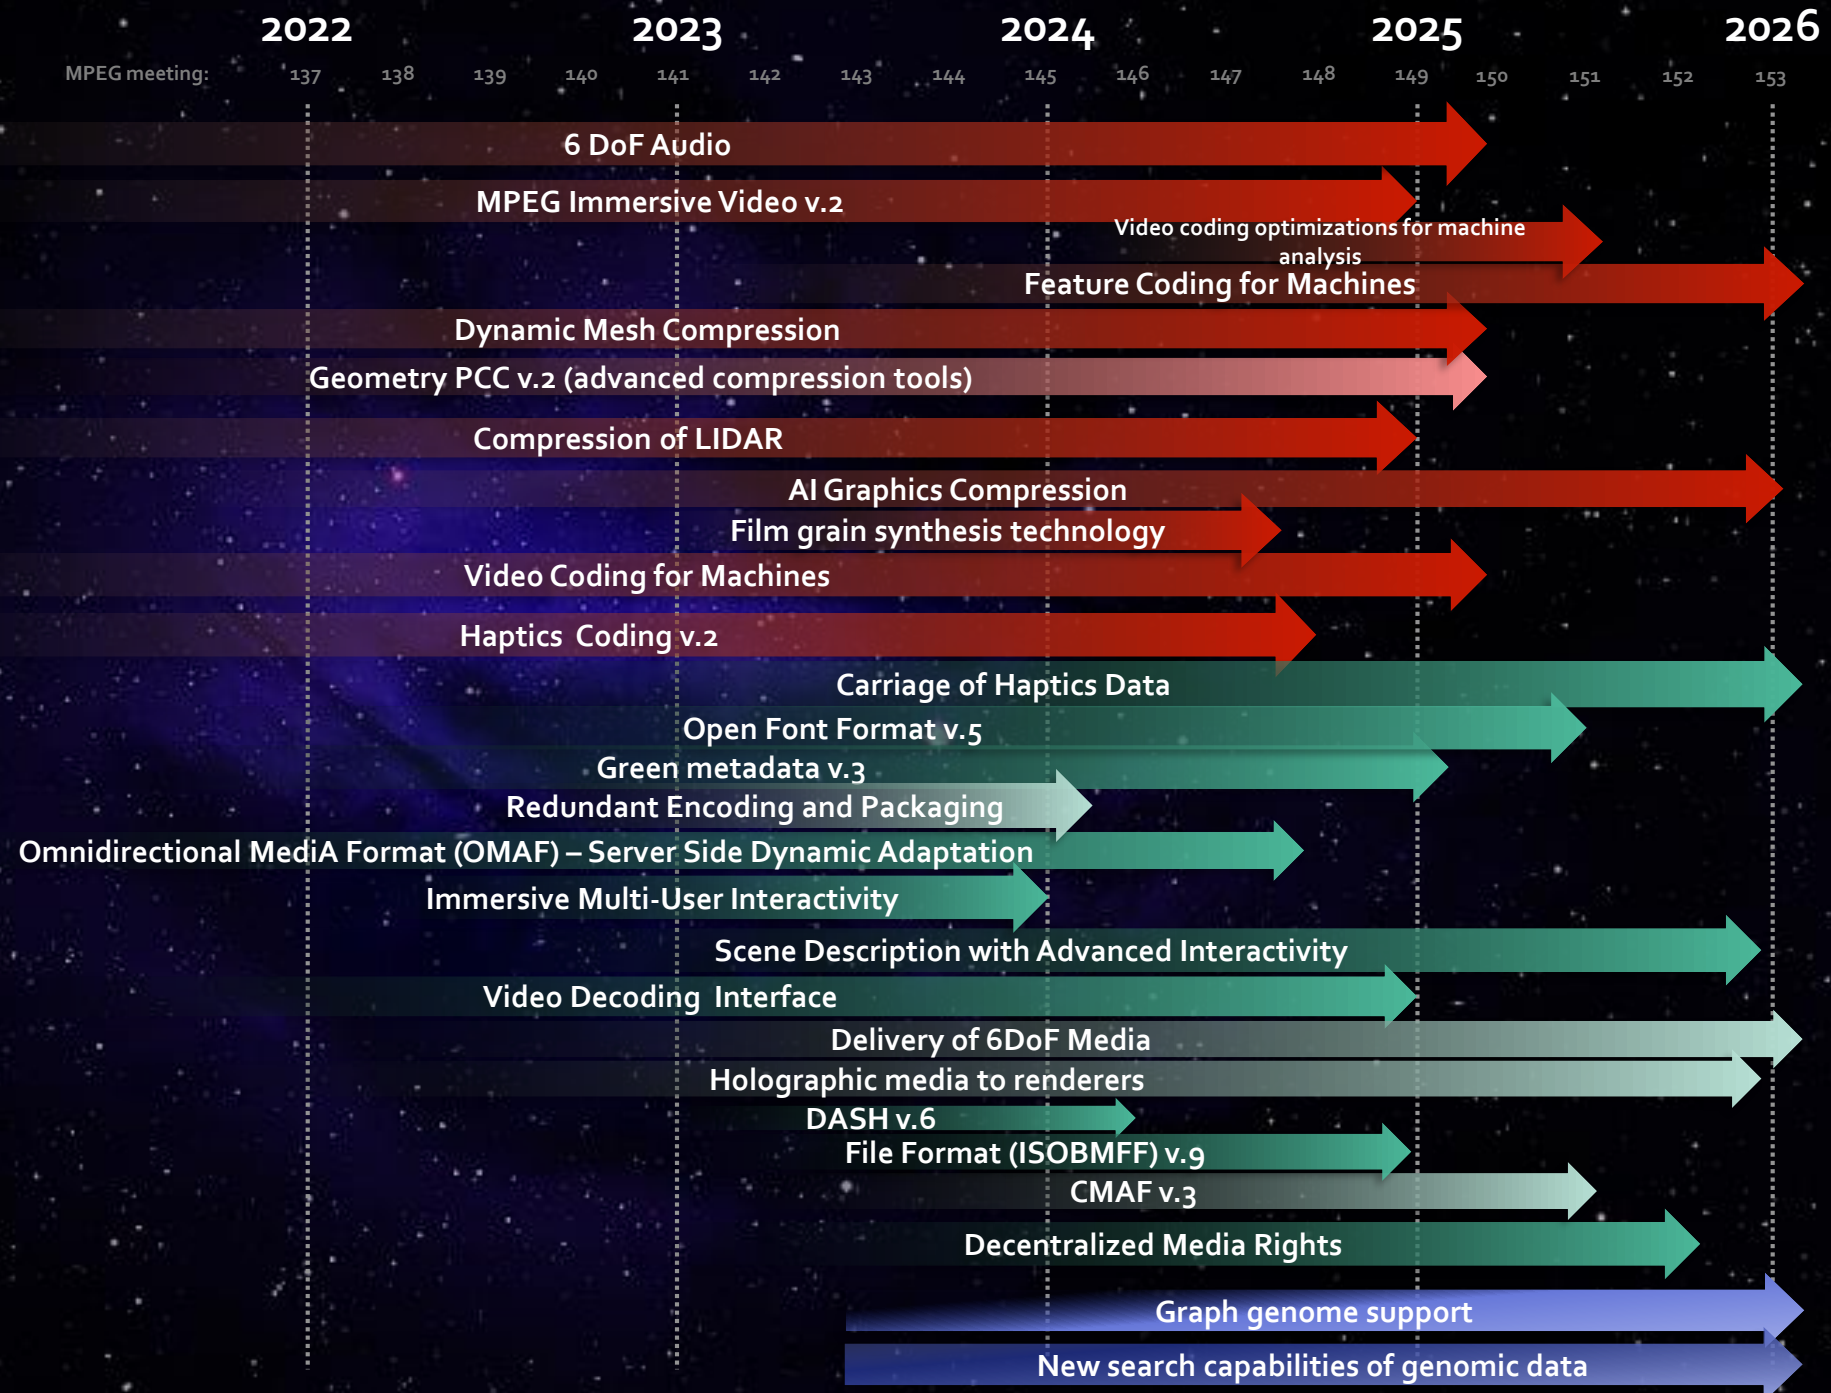 2022 2023 2024 2025 2026
MPEG meeting: 137 138 139 140 141 142 143 144 145 146 147 148 149 150 151 152 153
6 DoF Audio
MPEG Immersive Video v.2
Video coding optimizations for machine
analysis
Feature Coding for Machines
Dynamic Mesh Compression
Geometry PCC v.2 (advanced compression tools)
Compression of LIDAR
AI Graphics Compression
Film grain synthesis technology
Video Coding for Machines
Haptics Coding v.2
Carriage of Haptics Data
Open Font Format v.5
Green metadata v.3
Redundant Encoding and Packaging
Omnidirectional MediA Format (OMAF) – Server Side Dynamic Adaptation
Immersive Multi-User Interactivity
Scene Description with Advanced Interactivity
Video Decoding Interface
Delivery of 6DoF Media
Holographic media to renderers
DASH v.6
File Format (ISOBMFF) v.9
CMAF v.3
Decentralized Media Rights
Graph genome support
New search capabilities of genomic data